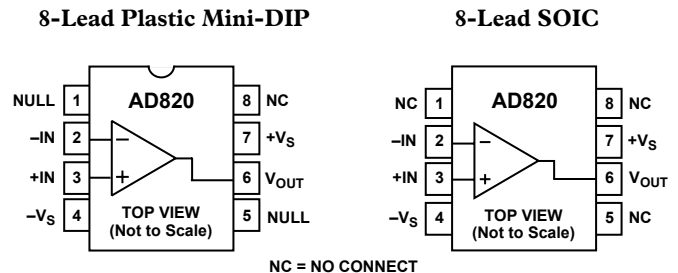 8-Lead Plastic Mini-DIP
NULL 1 AD820 8 NC
–IN 2 – 7 +VS
+IN 3 + 6 VOUT
–VS 4 TOP VIEW 5 NULL
(Not to Scale)
8-Lead SOIC
NC 1 AD820 8 NC
–IN 2 – 7 +VS
+IN 3 + 6 VOUT
–VS 4 TOP VIEW 5 NC
(Not to Scale)
NC = NO CONNECT